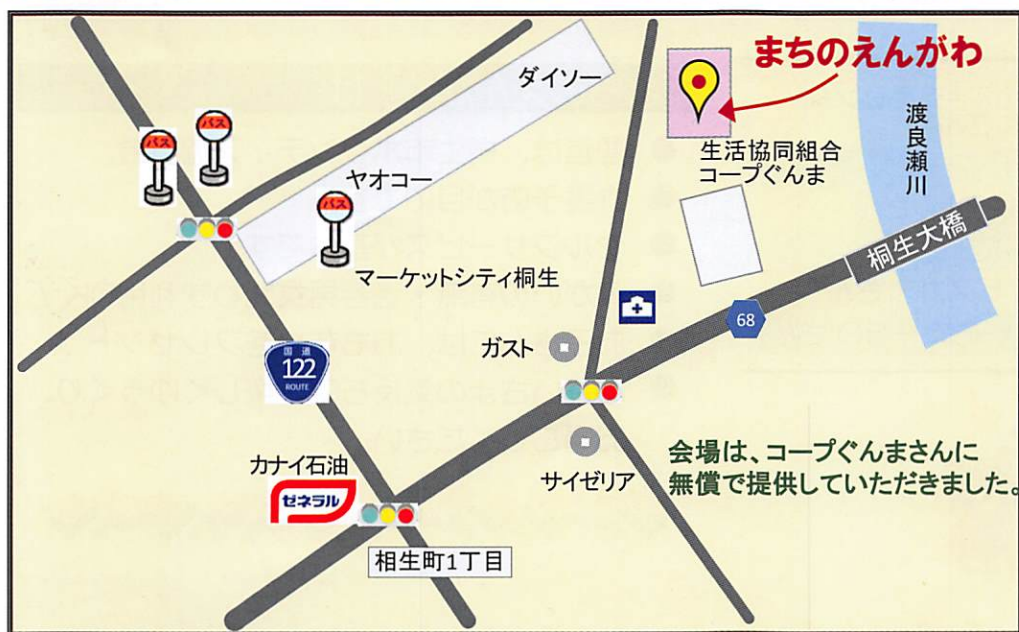 まちのえんがわ
ダイソー
渡良瀬川
バス
バス
生活協同組合
コープぐんま
ヤオコー
バス
桐生大橋
マーケットシティ桐生
68
ガスト
国道
122
ROUTE
カナイ石油
ゼネラル
サイゼリア
会場は、コープぐんまさんに
無償で提供していただきました。
相生町1丁目